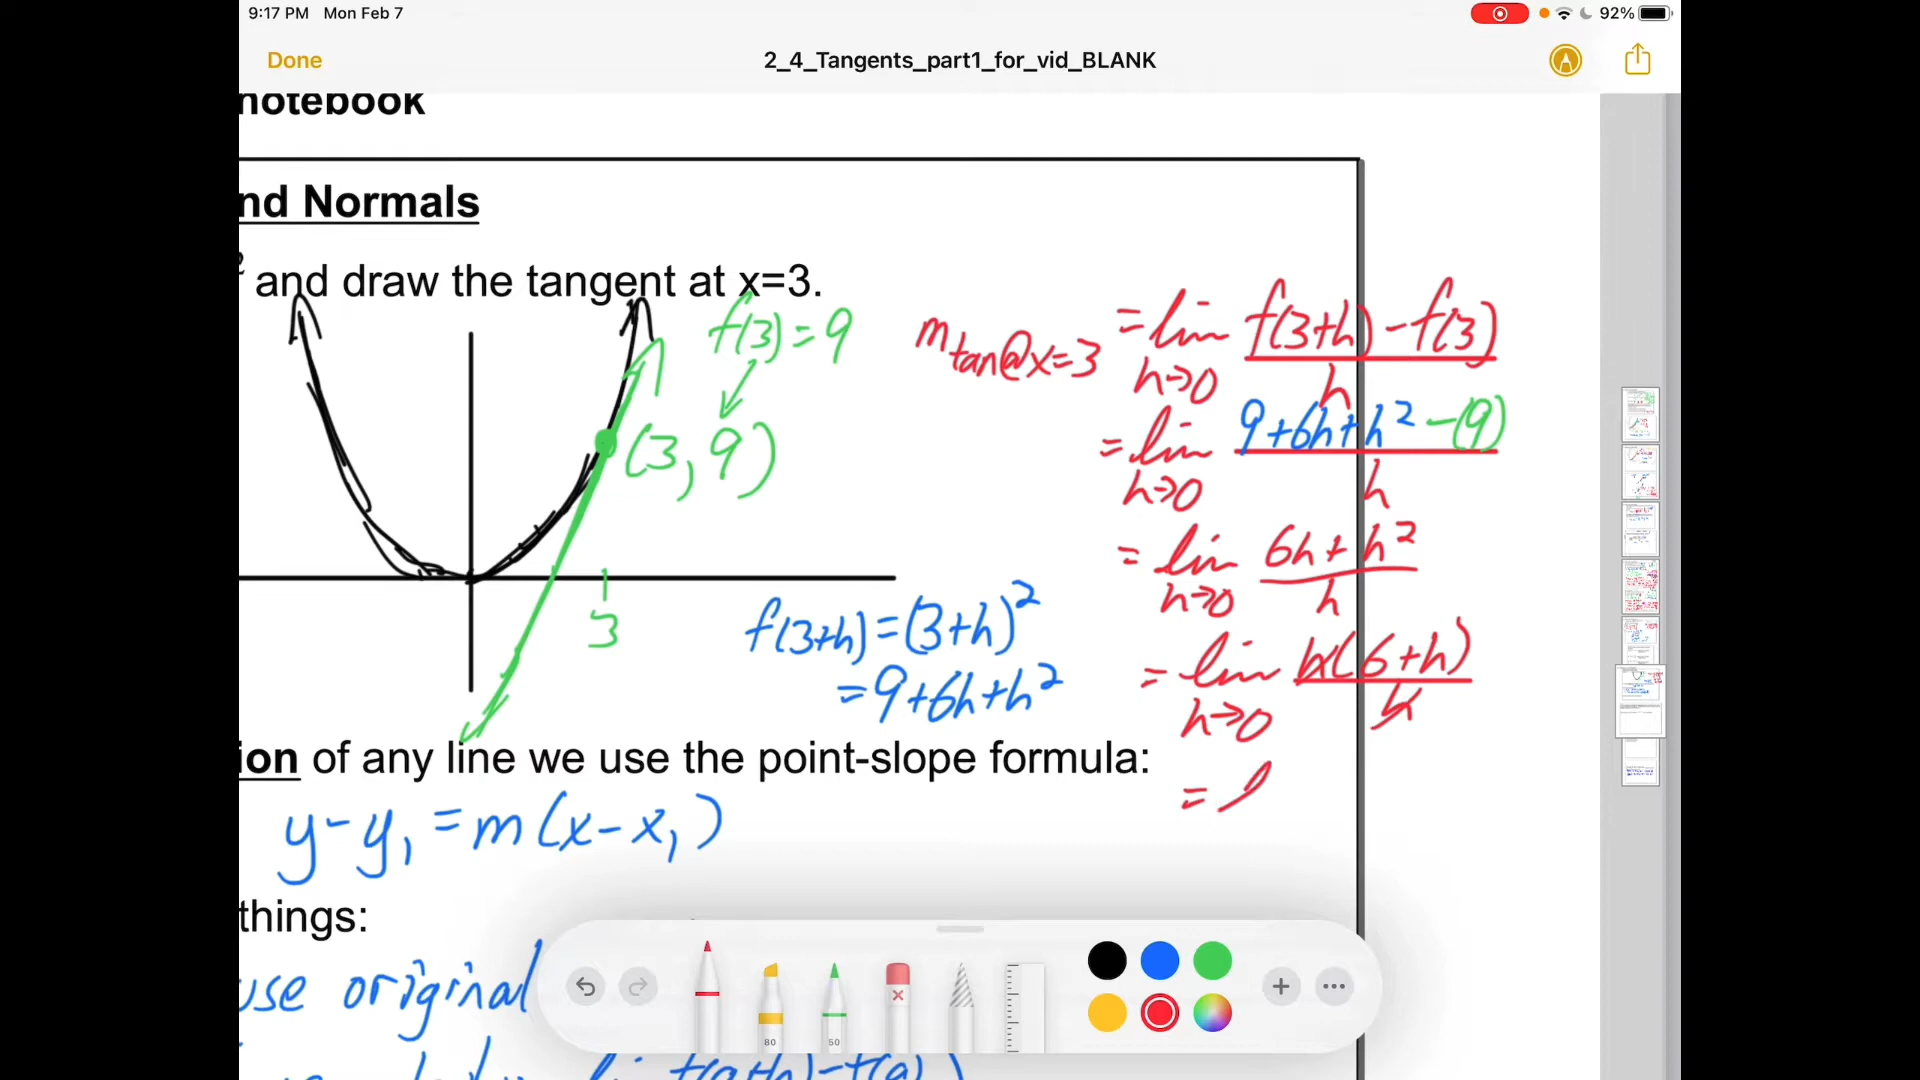 9:17 PM Mon Feb 7
92%
Done
2_4_Tangents_part1_for_vid_BLANK
notebook
nd Normals
2 and draw the tangent at x=3.
f(3)=9
(3,9)
3
m tan@x=3 = lim h→0 f(3+h)-f(3) / h
= lim h→0 9+6h+h² -(9) / h
= lim h→0 6h+h² / h
= lim h→0 h(6+h) / h
= l
f(3+h)=(3+h)²
=9+6h+h²
ion of any line we use the point-slope formula:
y-y₁=m(x-x₁)
things:
use original
f(a+h)-f(a)
80
50